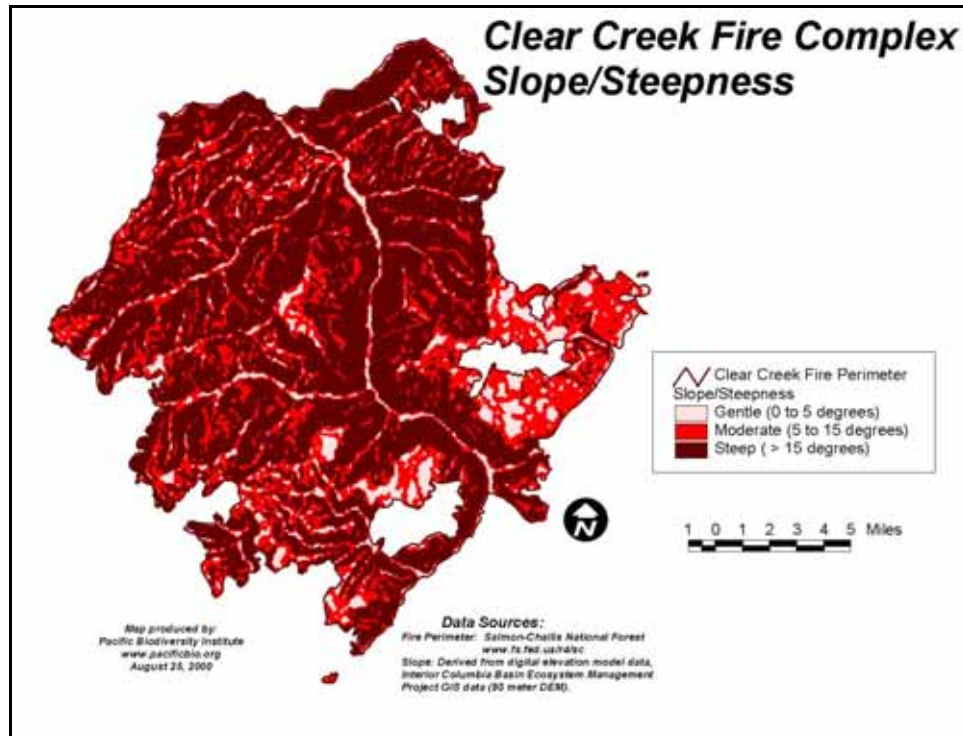 Clear Creek Fire Complex
Slope/Steepness
Clear Creek Fire Perimeter
Slope/Steepness
Gentle (0 to 5 degrees)
Moderate (5 to 15 degrees)
Steep ( > 15 degrees)
N
1 0 1 2 3 4 5 Miles
Map produced by:
Pacific Biodiversity Institute
www.pacificbio.org
August 25, 2000
Data Sources:
Fire Perimeter: Salmon-Challis National Forest
www.fs.fed.us/r4/sc
Slope: Derived from digital elevation model data,
Interior Columbia Basin Ecosystem Management
Project GIS data (90 meter DEM).